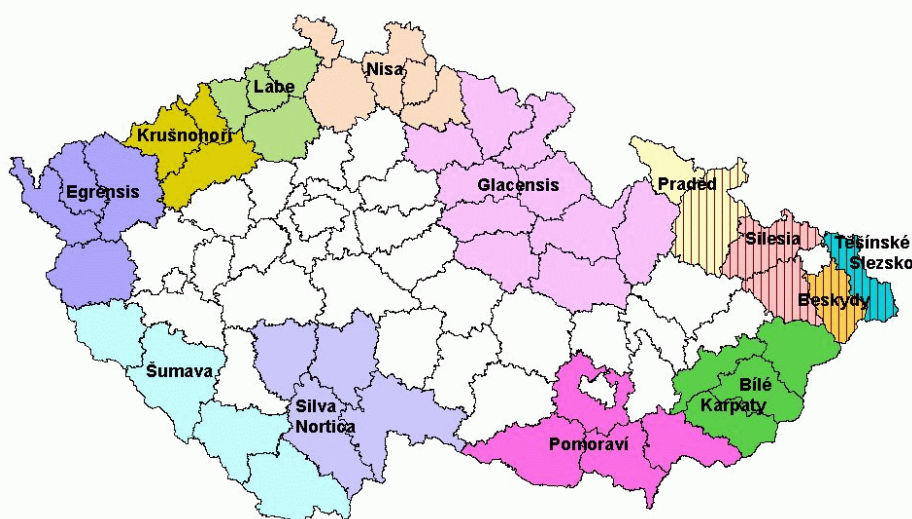 Nisa
Labe
Krušnohoří
Egrensis
Glacensis
Praděd
Silesia
Těšínské
Slezsko
Beskydy
Šumava
Silva
Nortica
Bílé
Karpaty
Pomoraví